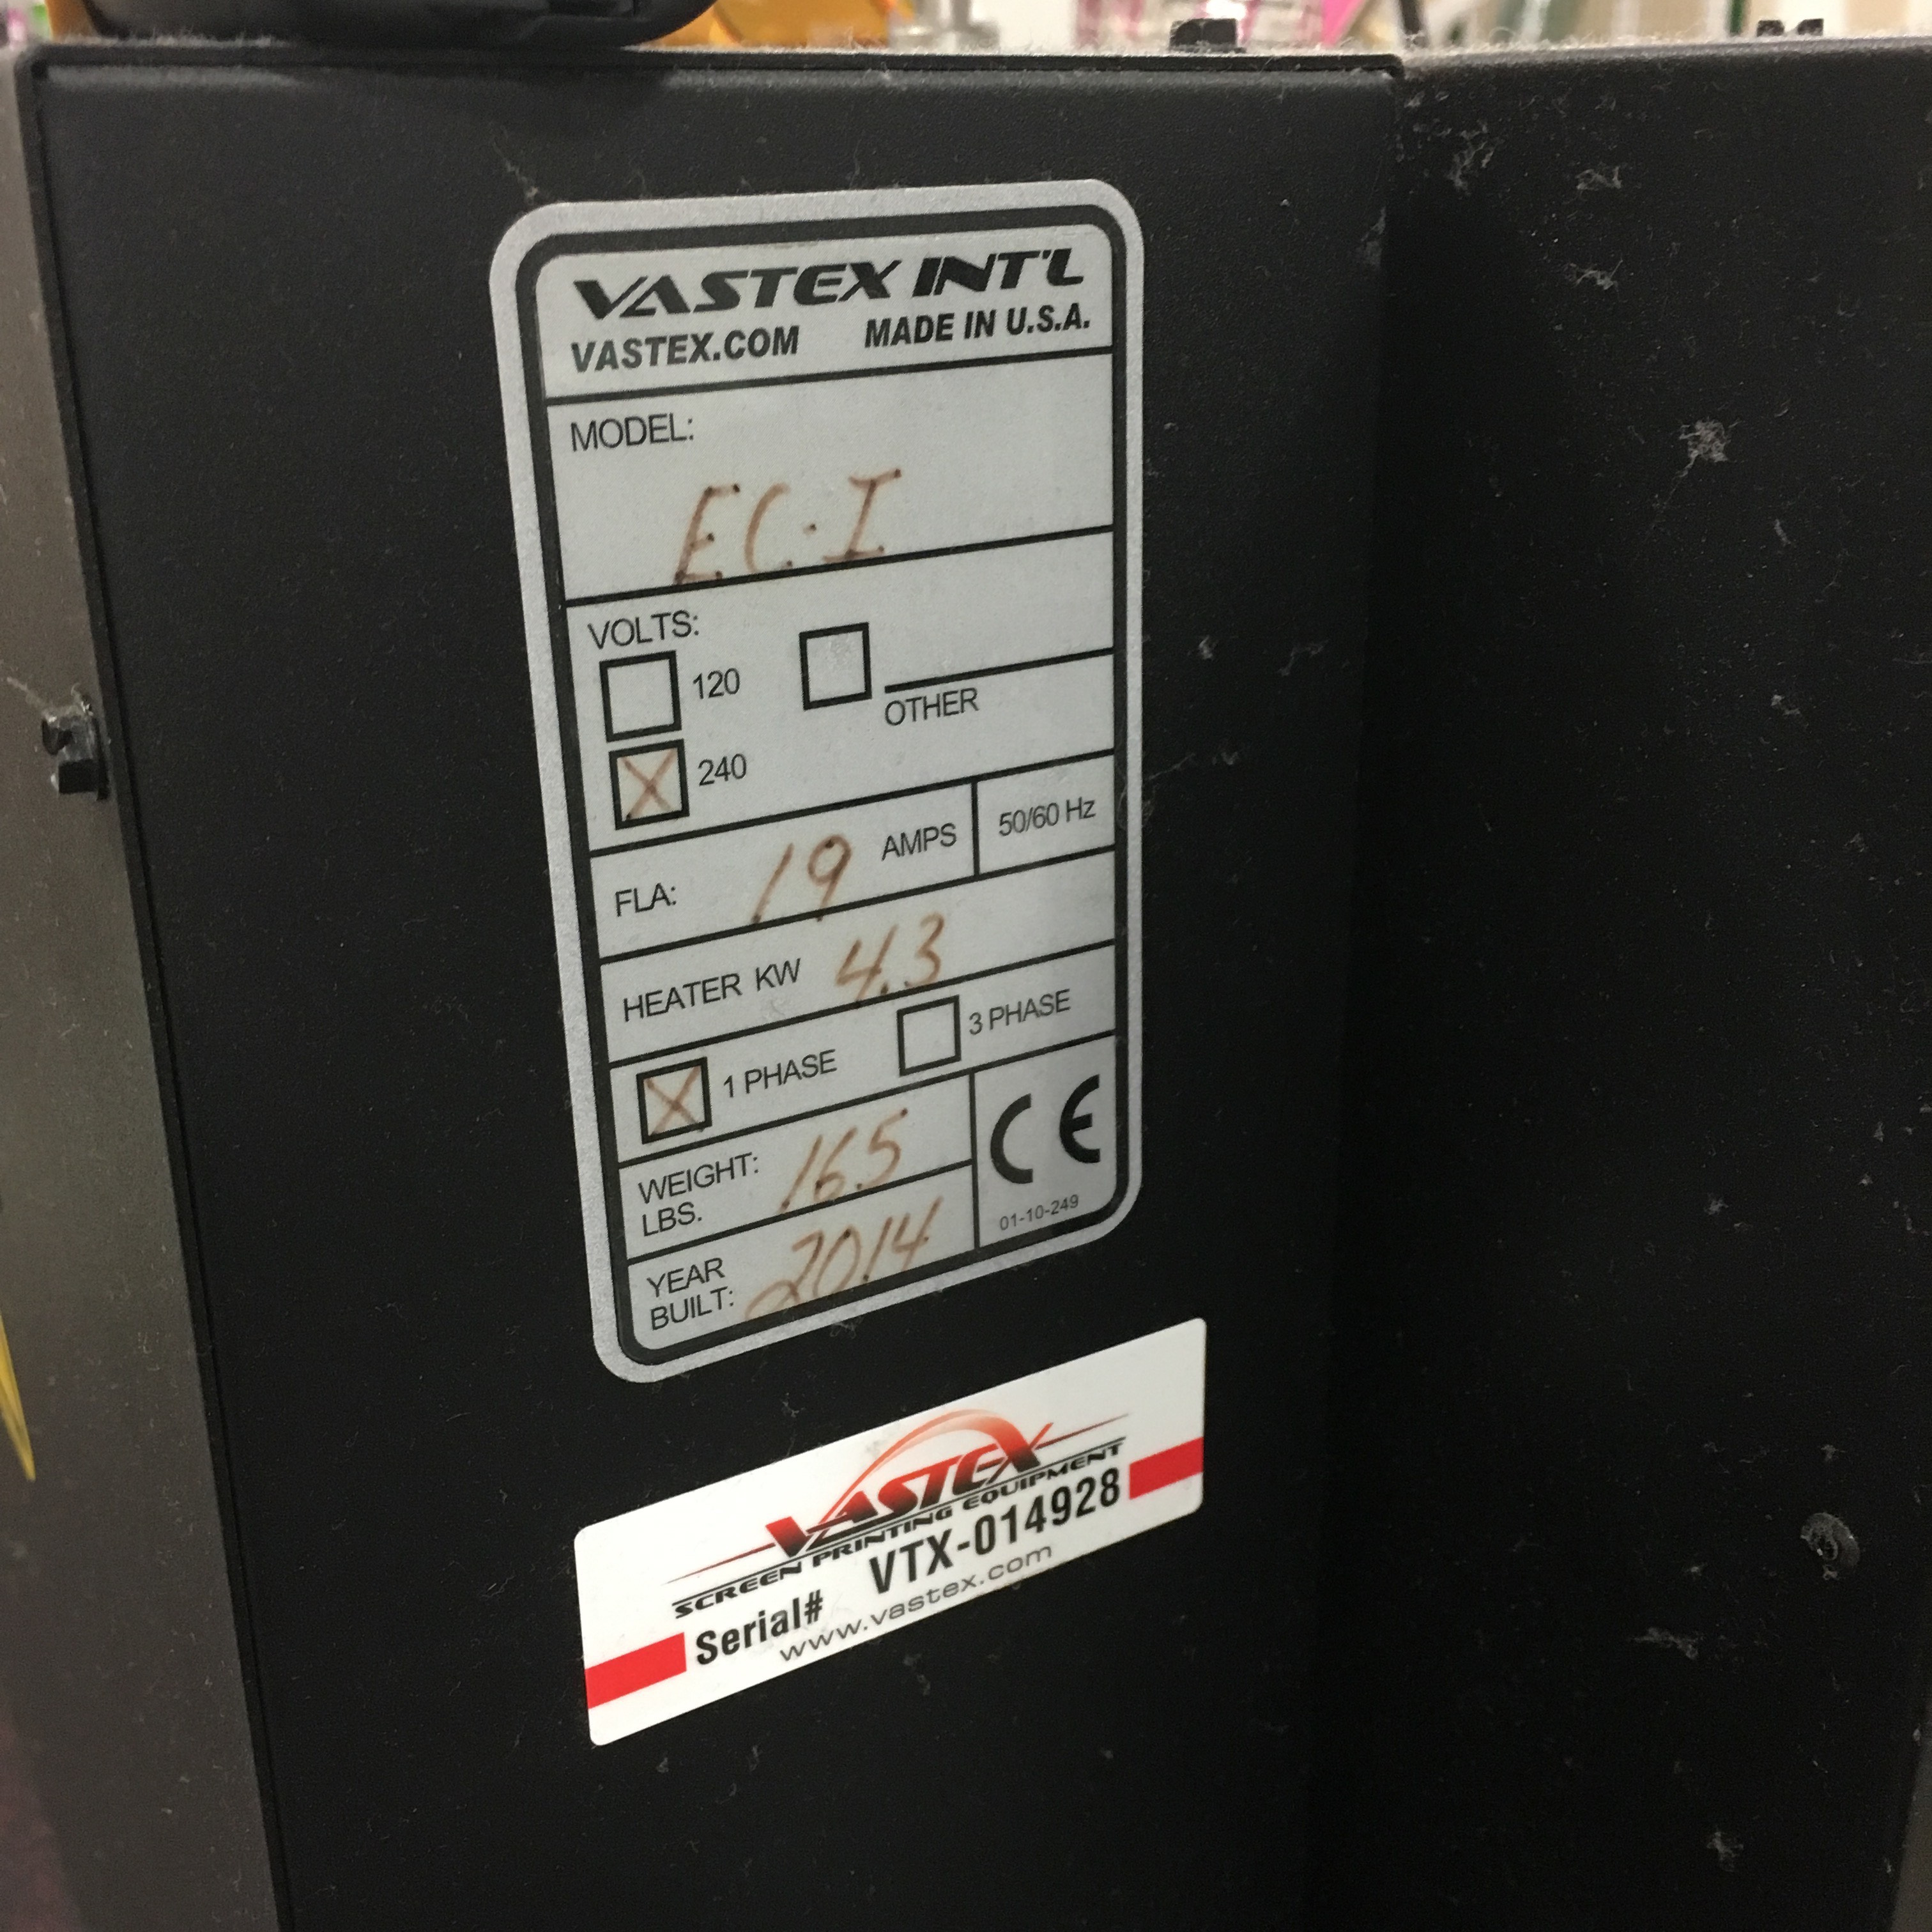 VASTEX INT'L
VASTEX.COM MADE IN U.S.A.
MODEL:
EC·I
VOLTS:
120
OTHER
X 240
FLA: 19 AMPS 50/60 Hz
HEATER KW 4.3
X 1 PHASE 3 PHASE
WEIGHT: 165
LBS.
CE
01-10-249
YEAR
BUILT: 2014
VASTEX
SCREEN PRINTING EQUIPMENT
Serial# VTX-014928
www.vastex.com